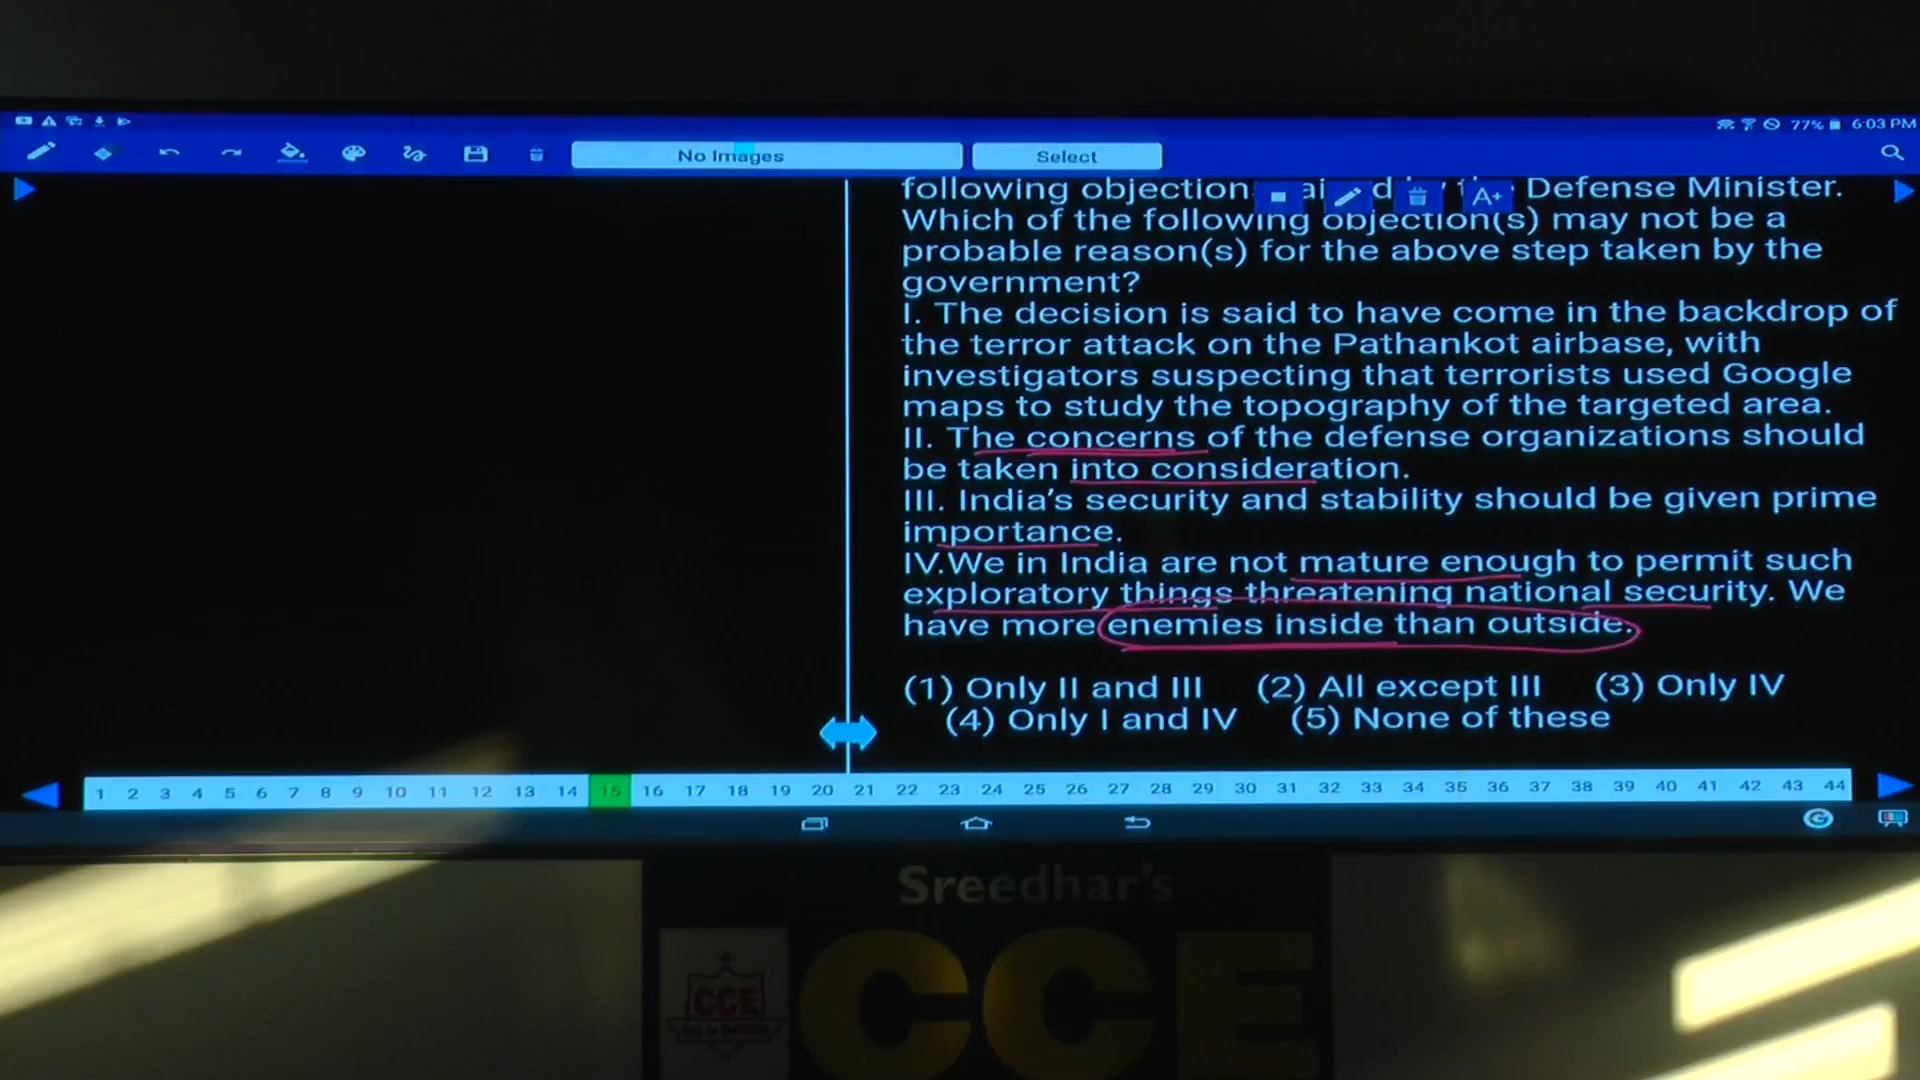 77% 6:03 PM
No Images Select
A+
following objection Defense Minister.
Which of the following objection(s) may not be a
probable reason(s) for the above step taken by the
government?
I. The decision is said to have come in the backdrop of
the terror attack on the Pathankot airbase, with
investigators suspecting that terrorists used Google
maps to study the topography of the targeted area.
II. The concerns of the defense organizations should
be taken into consideration.
III. India's security and stability should be given prime
importance.
IV.We in India are not mature enough to permit such
exploratory things threatening national security. We
have more enemies inside than outside.
(1) Only II and III (2) All except III (3) Only IV
(4) Only I and IV (5) None of these
1 2 3 4 5 6 7 8 9 10 11 12 13 14 15 16 17 18 19 20 21 22 23 24 25 26 27 28 29 30 31 32 33 34 35 36 37 38 39 40 41 42 43 44
Sreedhar's
CCE
CCE